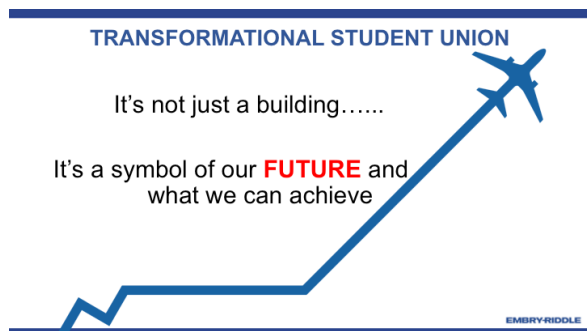 TRANSFORMATIONAL STUDENT UNION
It’s not just a building…...
It’s a symbol of our FUTURE and
what we can achieve
EMBRY-RIDDLE